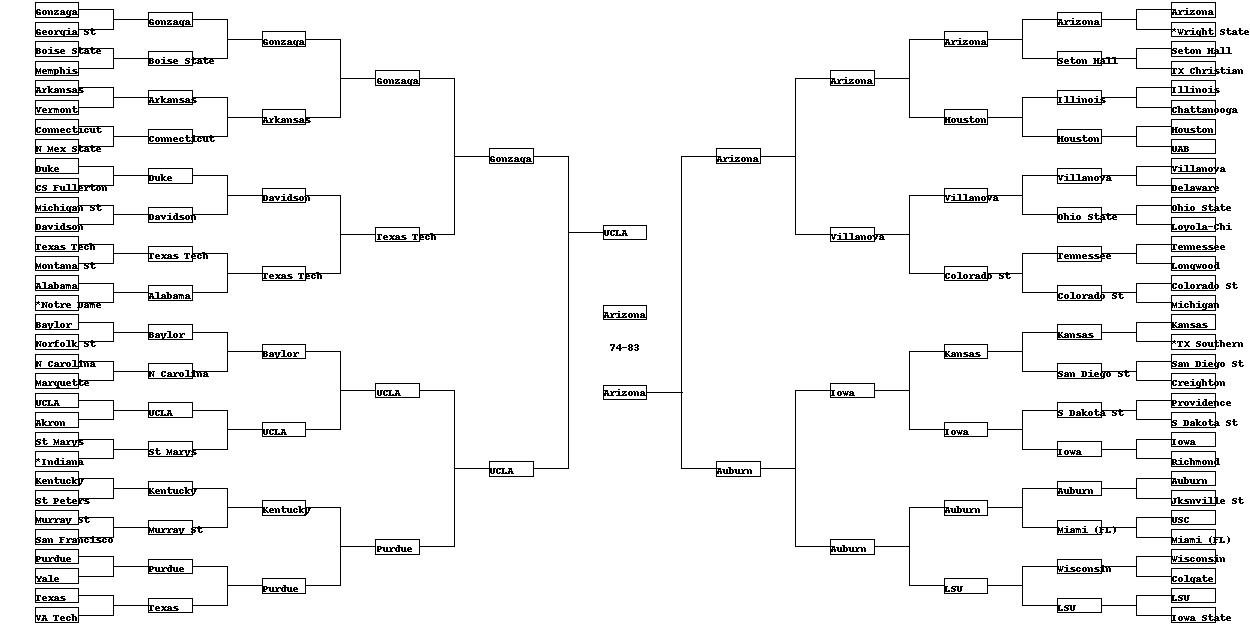 Gonzaga
Georgia St
Boise State
Memphis
Arkansas
Vermont
Connecticut
N Mex State
Duke
CS Fullerton
Michigan St
Davidson
Texas Tech
Montana St
Alabama
*Notre Dame
Baylor
Norfolk St
N Carolina
Marquette
UCLA
Akron
St Marys
*Indiana
Kentucky
St Peters
Murray St
San Francisco
Purdue
Yale
Texas
VA Tech
Gonzaga
Boise State
Arkansas
Connecticut
Duke
Davidson
Texas Tech
Alabama
Baylor
N Carolina
UCLA
St Marys
Kentucky
Murray St
Purdue
Texas
Gonzaga
Arkansas
Davidson
Texas Tech
Baylor
UCLA
Kentucky
Purdue
Gonzaga
Texas Tech
UCLA
Purdue
Gonzaga
UCLA
UCLA
Arizona
74-83
Arizona
Arizona
Auburn
Arizona
Villanova
Iowa
Auburn
Arizona
Houston
Villanova
Colorado St
Kansas
Iowa
Auburn
LSU
Arizona
Seton Hall
Illinois
Houston
Villanova
Ohio State
Tennessee
Colorado St
Kansas
San Diego St
S Dakota St
Iowa
Auburn
Miami (FL)
Wisconsin
LSU
Arizona
*Wright State
Seton Hall
TX Christian
Illinois
Chattanooga
Houston
UAB
Villanova
Delaware
Ohio State
Loyola-Chi
Tennessee
Longwood
Colorado St
Michigan
Kansas
*TX Southern
San Diego St
Creighton
Providence
S Dakota St
Iowa
Richmond
Auburn
Jksnville St
USC
Miami (FL)
Wisconsin
Colgate
LSU
Iowa State